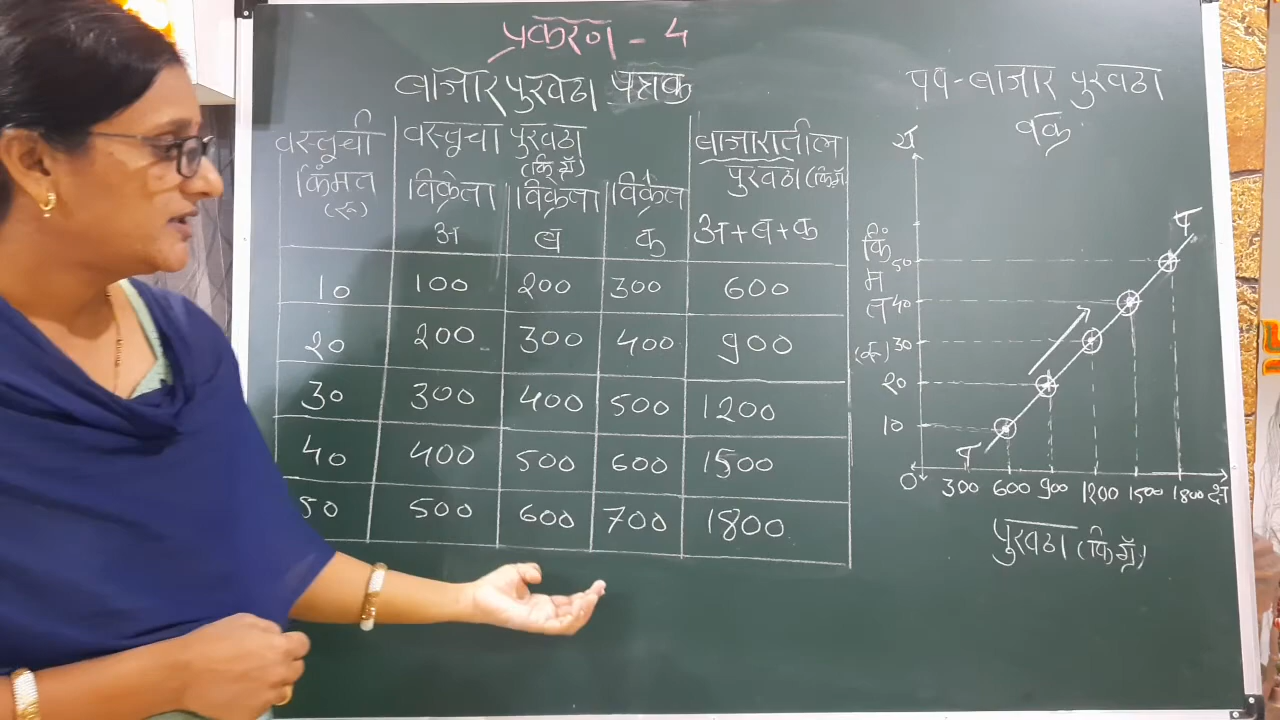 प्रकरण - 4
बाजार पुरवठा पत्रक
वस्तूची किंमत (रू) | वस्तूचा पुरवठा (कि ग्रॅ) | बाजारातील पुरवठा (किग्रॅ)
विक्रेता अ | विक्रेता ब | विक्रेता क | अ+ब+क
10 | 100 | 200 | 300 | 600
20 | 200 | 300 | 400 | 900
30 | 300 | 400 | 500 | 1200
40 | 400 | 500 | 600 | 1500
50 | 500 | 600 | 700 | 1800
पप-बाजार पुरवठा
वक्र
य
प
किंमत (रू)
50
40
30
20
10
प
0 300 600 900 1200 1500 1800 क्ष
पुरवठा (कि ग्रॅ)